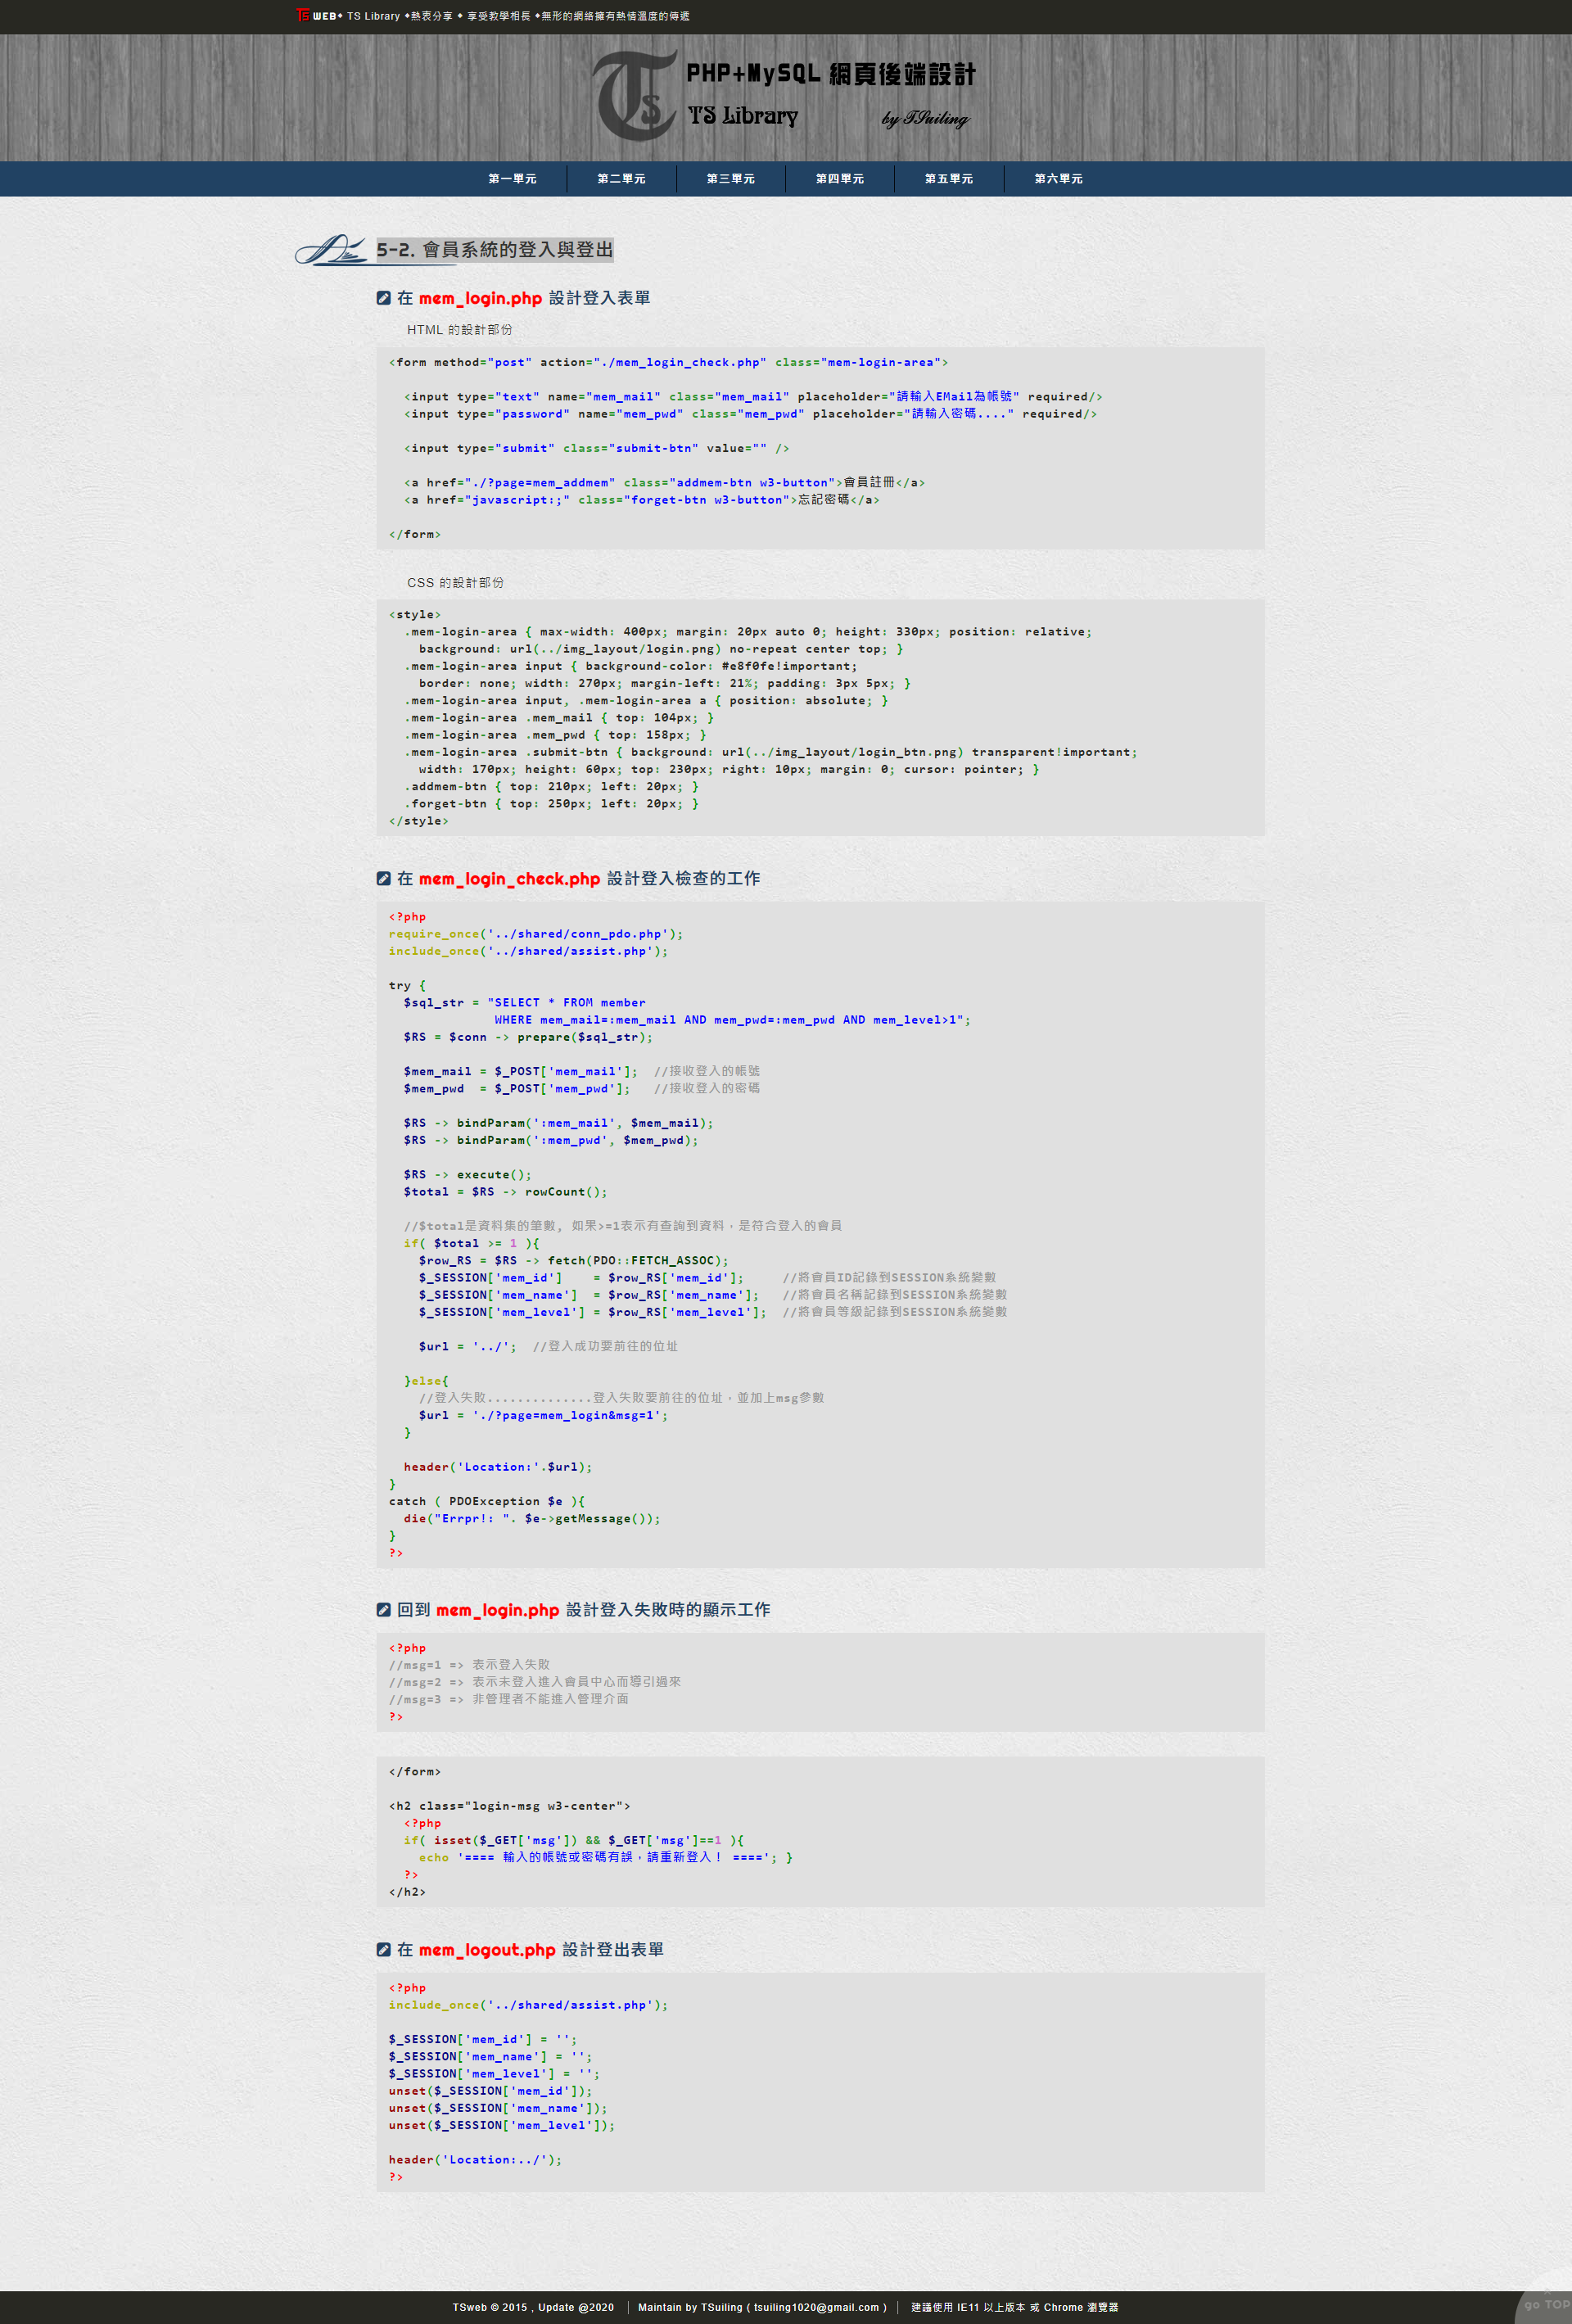 TS WEB◆ TS Library ◆熱衷分享 ◆ 享受教學相長 ◆無形的網絡擁有熱情溫度的傳遞
PHP+MySQL 網頁後端設計
TS Library by TSuiling
第一單元 第二單元 第三單元 第四單元 第五單元 第六單元
5-2. 會員系統的登入與登出
在 mem_login.php 設計登入表單
HTML 的設計部份
<form method="post" action="./mem_login_check.php" class="mem-login-area">
<input type="text" name="mem_mail" class="mem_mail" placeholder="請輸入EMail為帳號" required/>
<input type="password" name="mem_pwd" class="mem_pwd" placeholder="請輸入密碼...." required/>
<input type="submit" class="submit-btn" value="" />
<a href="./?page=mem_addmem" class="addmem-btn w3-button">會員註冊</a>
<a href="javascript:;" class="forget-btn w3-button">忘記密碼</a>
</form>
CSS 的設計部份
<style>
.mem-login-area { max-width: 400px; margin: 20px auto 0; height: 330px; position: relative;
background: url(../img_layout/login.png) no-repeat center top; }
.mem-login-area input { background-color: #e8f0fe!important;
border: none; width: 270px; margin-left: 21%; padding: 3px 5px; }
.mem-login-area input, .mem-login-area a { position: absolute; }
.mem-login-area .mem_mail { top: 104px; }
.mem-login-area .mem_pwd { top: 158px; }
.mem-login-area .submit-btn { background: url(../img_layout/login_btn.png) transparent!important;
width: 170px; height: 60px; top: 230px; right: 10px; margin: 0; cursor: pointer; }
.addmem-btn { top: 210px; left: 20px; }
.forget-btn { top: 250px; left: 20px; }
</style>
在 mem_login_check.php 設計登入檢查的工作
<?php
require_once('../shared/conn_pdo.php');
include_once('../shared/assist.php');
try {
$sql_str = "SELECT * FROM member
WHERE mem_mail=:mem_mail AND mem_pwd=:mem_pwd AND mem_level>1";
$RS = $conn -> prepare($sql_str);
$mem_mail = $_POST['mem_mail']; //接收登入的帳號
$mem_pwd = $_POST['mem_pwd']; //接收登入的密碼
$RS -> bindParam(':mem_mail', $mem_mail);
$RS -> bindParam(':mem_pwd', $mem_pwd);
$RS -> execute();
$total = $RS -> rowCount();
//$total是資料集的筆數, 如果>=1表示有查詢到資料，是符合登入的會員
if( $total >= 1 ){
$row_RS = $RS -> fetch(PDO::FETCH_ASSOC);
$_SESSION['mem_id'] = $row_RS['mem_id']; //將會員ID記錄到SESSION系統變數
$_SESSION['mem_name'] = $row_RS['mem_name']; //將會員名稱記錄到SESSION系統變數
$_SESSION['mem_level'] = $row_RS['mem_level']; //將會員等級記錄到SESSION系統變數
$url = '../'; //登入成功要前往的位址
}else{
//登入失敗..............登入失敗要前往的位址，並加上msg參數
$url = './?page=mem_login&msg=1';
}
header('Location:'.$url);
}
catch ( PDOException $e ){
die("Errpr!: ". $e->getMessage());
}
?>
回到 mem_login.php 設計登入失敗時的顯示工作
<?php
//msg=1 => 表示登入失敗
//msg=2 => 表示未登入進入會員中心而導引過來
//msg=3 => 非管理者不能進入管理介面
?>
</form>
<h2 class="login-msg w3-center">
<?php
if( isset($_GET['msg']) && $_GET['msg']==1 ){
echo '==== 輸入的帳號或密碼有誤，請重新登入！ ===='; }
?>
</h2>
在 mem_logout.php 設計登出表單
<?php
include_once('../shared/assist.php');
$_SESSION['mem_id'] = '';
$_SESSION['mem_name'] = '';
$_SESSION['mem_level'] = '';
unset($_SESSION['mem_id']);
unset($_SESSION['mem_name']);
unset($_SESSION['mem_level']);
header('Location:../');
?>
go TOP
TSweb © 2015 , Update @2020 │ Maintain by TSuiling ( tsuiling1020@gmail.com ) │ 建議使用 IE11 以上版本 或 Chrome 瀏覽器